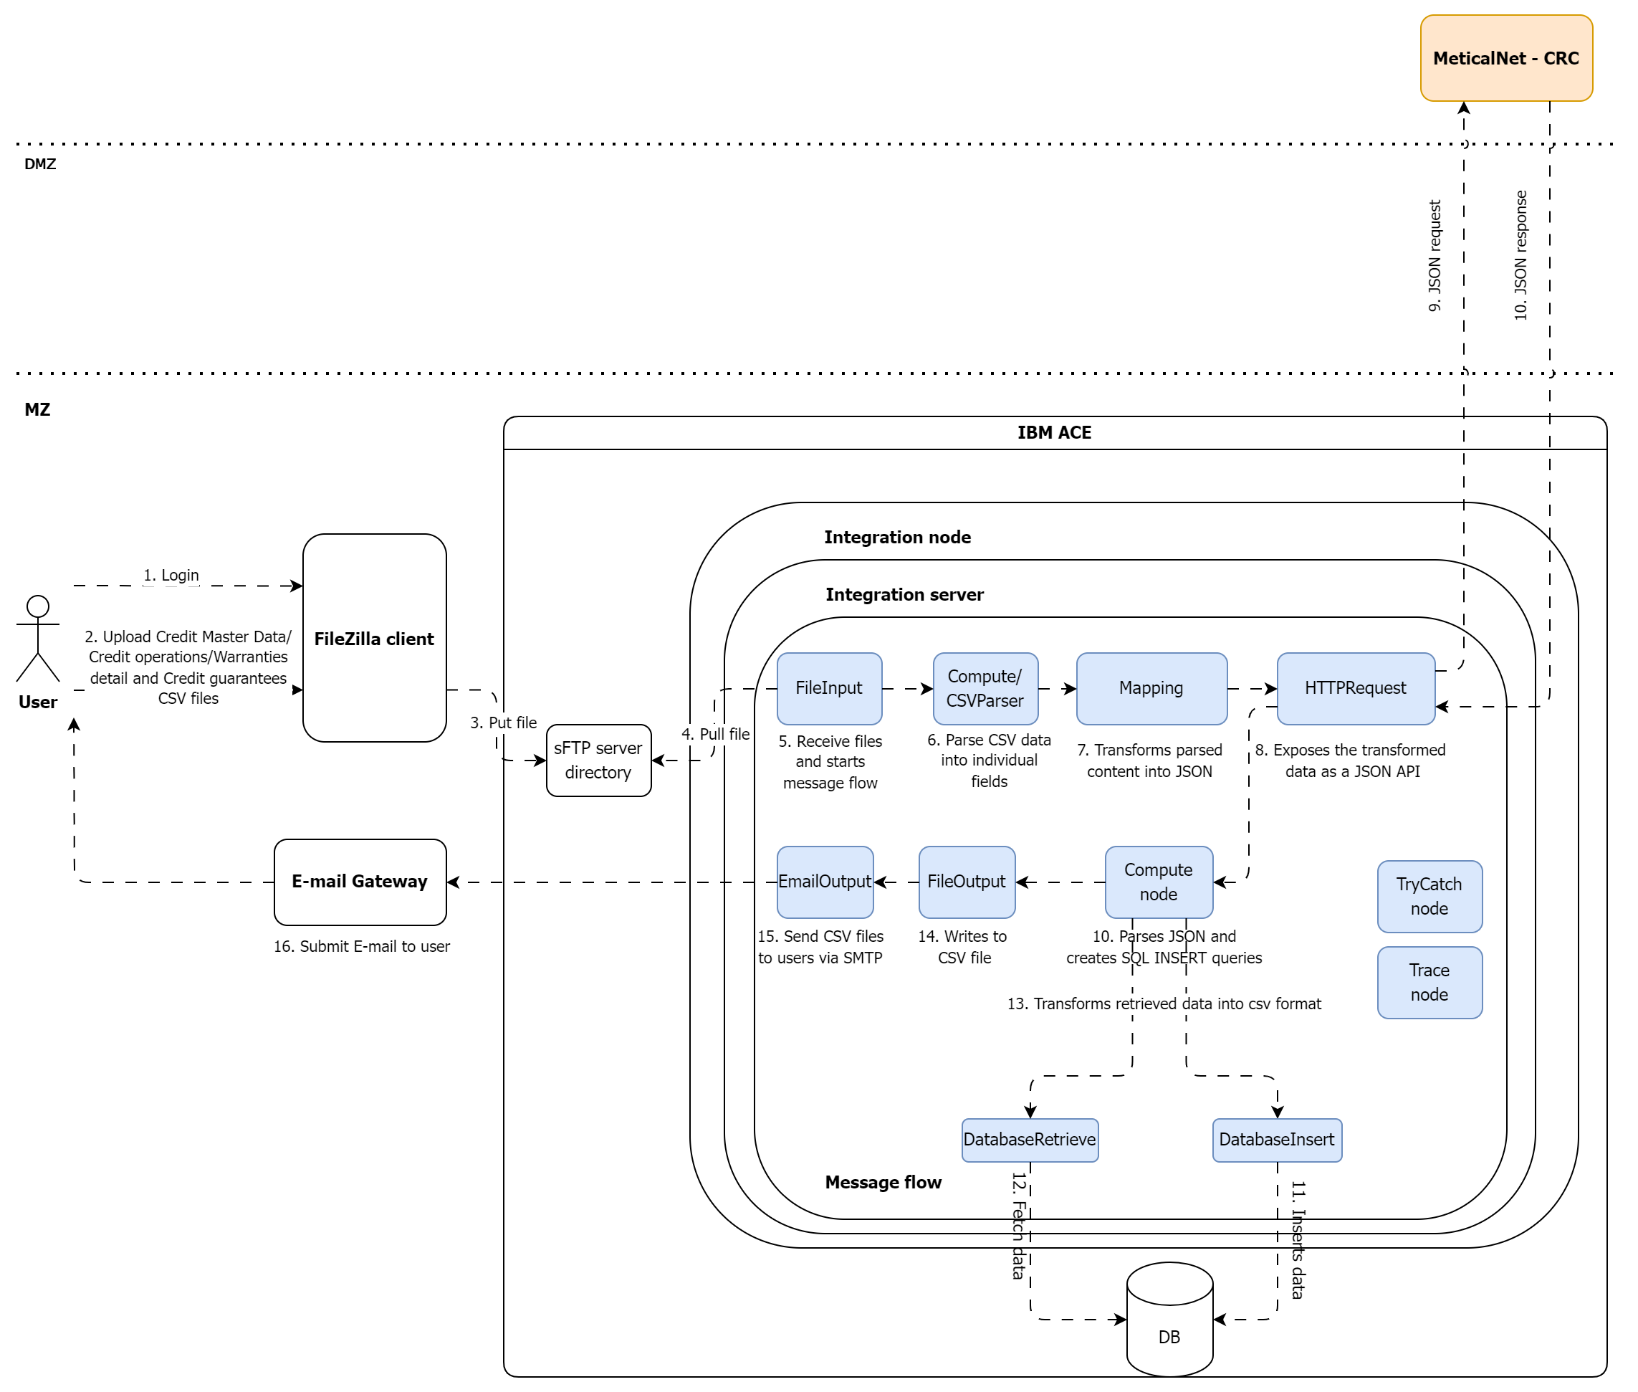 MeticalNet - CRC
DMZ
9. JSON request
10. JSON response
MZ
IBM ACE
Integration node
Integration server
1. Login
2. Upload Credit Master Data/
Credit operations/Warranties
detail and Credit guarantees
CSV files
User
FileZilla client
3. Put file
sFTP server
directory
4. Pull file
FileInput
Compute/
CSVParser
Mapping
HTTPRequest
5. Receive files
and starts
message flow
6. Parse CSV data
into individual
fields
7. Transforms parsed
content into JSON
8. Exposes the transformed
data as a JSON API
E-mail Gateway
16. Submit E-mail to user
EmailOutput
FileOutput
Compute
node
TryCatch
node
15. Send CSV files
to users via SMTP
14. Writes to
CSV file
10. Parses JSON and
creates SQL INSERT queries
Trace
node
13. Transforms retrieved data into csv format
DatabaseRetrieve
DatabaseInsert
Message flow
12. Fetch data
11. Inserts data
DB